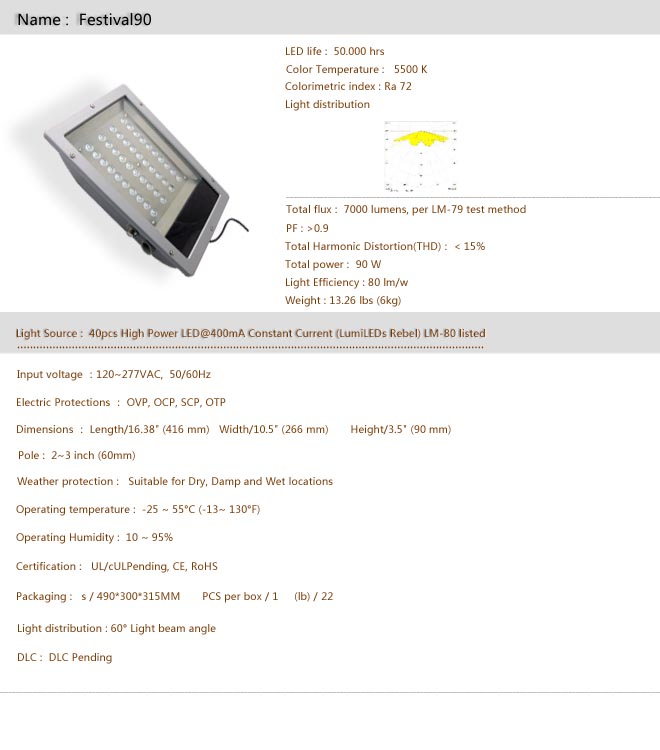 Name : Festival90
LED life : 50.000 hrs
Color Temperature : 5500 K
Colorimetric index : Ra 72
Light distribution
Total flux : 7000 lumens, per LM-79 test method
PF : >0.9
Total Harmonic Distortion(THD) : < 15%
Total power : 90 W
Light Efficiency : 80 lm/w
Weight : 13.26 lbs (6kg)
Light Source : 40pcs High Power LED@400mA Constant Current (LumiLEDs Rebel) LM-80 listed
Input voltage : 120~277VAC, 50/60Hz
Electric Protections : OVP, OCP, SCP, OTP
Dimensions : Length/16.38" (416 mm) Width/10.5" (266 mm) Height/3.5" (90 mm)
Pole : 2~3 inch (60mm)
Weather protection : Suitable for Dry, Damp and Wet locations
Operating temperature : -25 ~ 55°C (-13~ 130°F)
Operating Humidity : 10 ~ 95%
Certification : UL/cULPending, CE, RoHS
Packaging : s / 490*300*315MM PCS per box / 1 (lb) / 22
Light distribution : 60° Light beam angle
DLC : DLC Pending